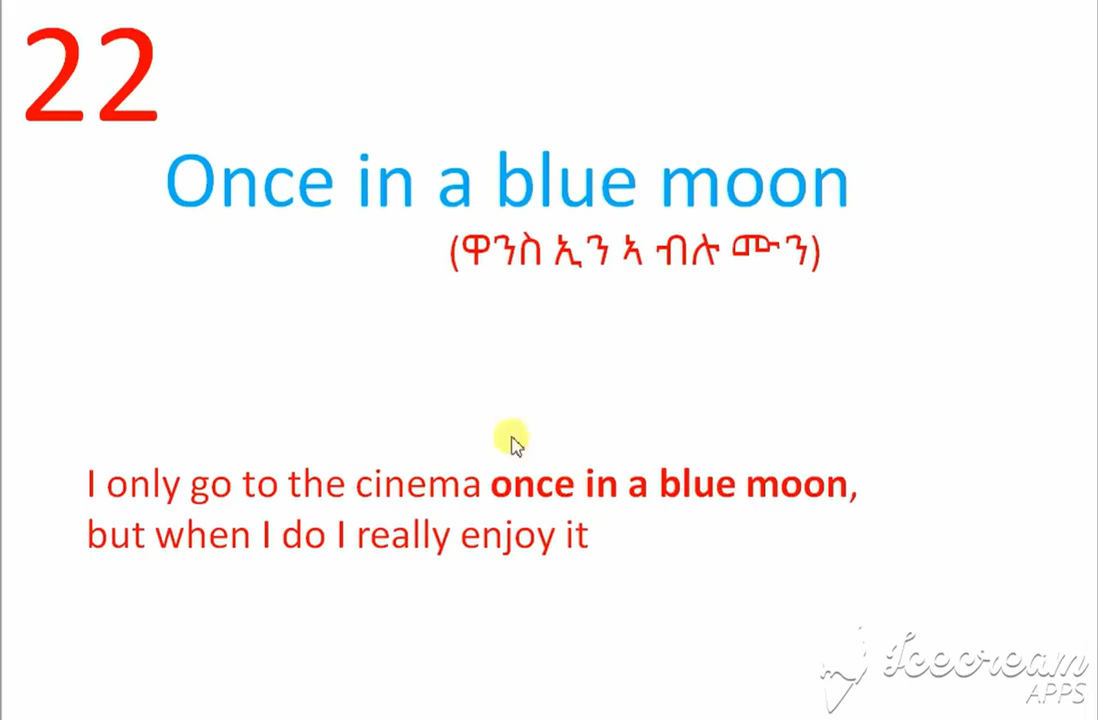 22
Once in a blue moon
(ዋንስ ኢን ኣ ብሉ ሙን)
I only go to the cinema once in a blue moon,
but when I do I really enjoy it
Icecream
APPS